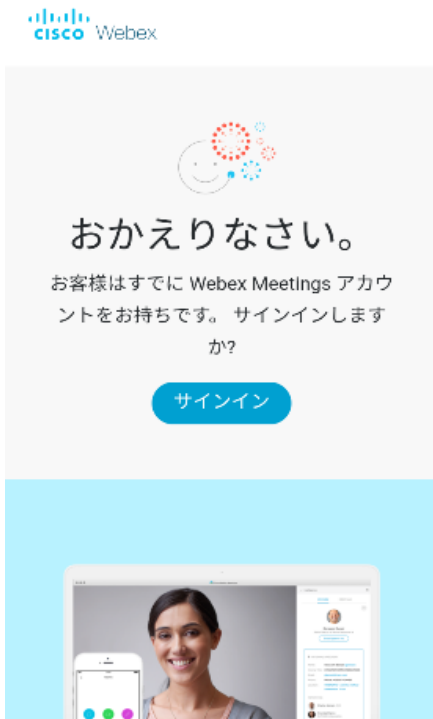 CISCO Webex
おかえりなさい。
お客様はすでに Webex Meetings アカウ
ントをお持ちです。 サインインします
か?
サインイン